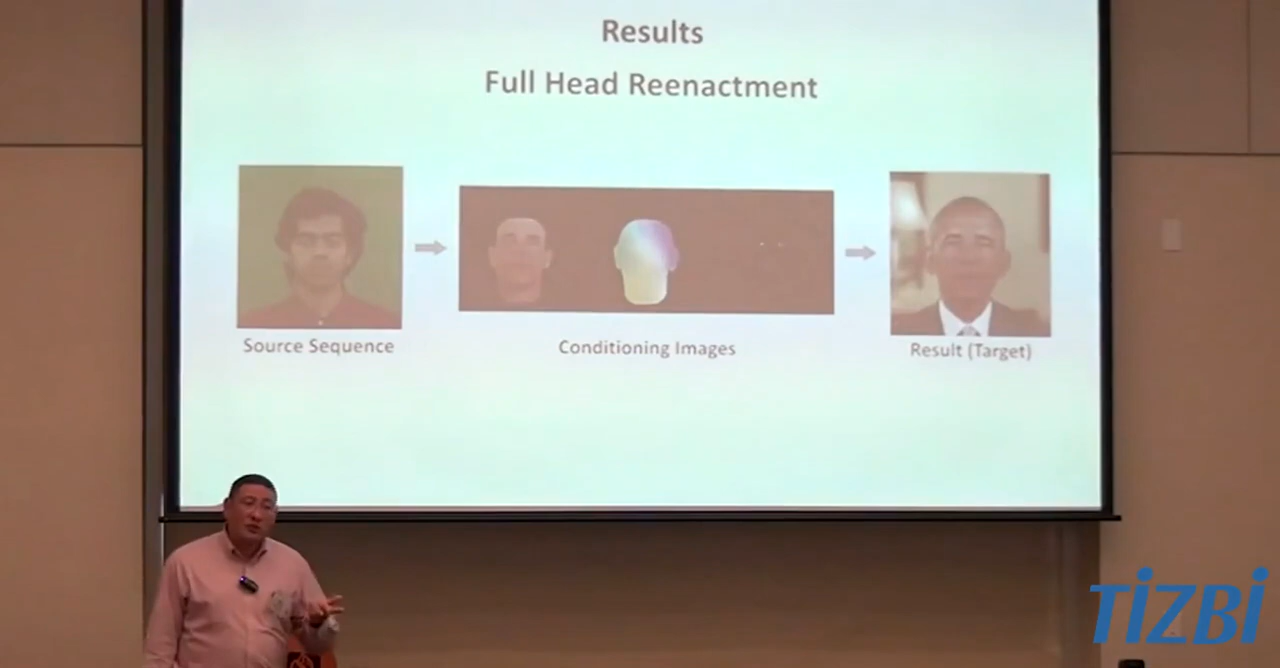 Results
Full Head Reenactment
Source Sequence
Conditioning Images
Result (Target)
TiZBi